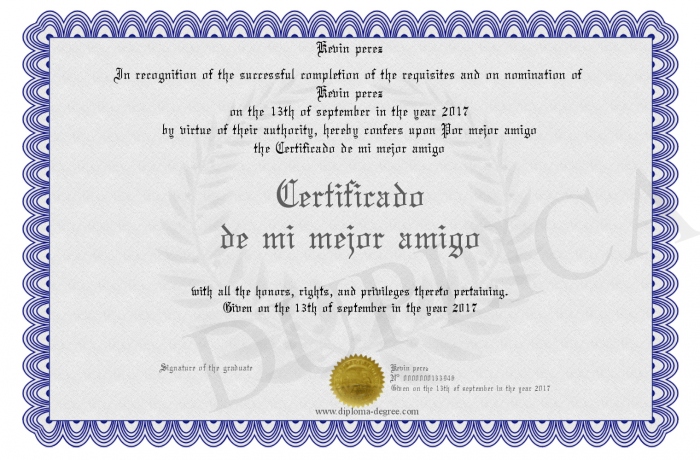 Kevin perez
In recognition of the successful completion of the requisites and on nomination of
Kevin perez
on the 13th of september in the year 2017
by virtue of their authority, hereby confers upon Por mejor amigo
the Certificado de mi mejor amigo
Certificado
de mi mejor amigo
with all the honors, rights, and privileges thereto pertaining.
Given on the 13th of september in the year 2017
Signature of the graduate
Kevin perez
Given on the 13th of september in the year 2017
www.diploma-degree.com
DUPLICA